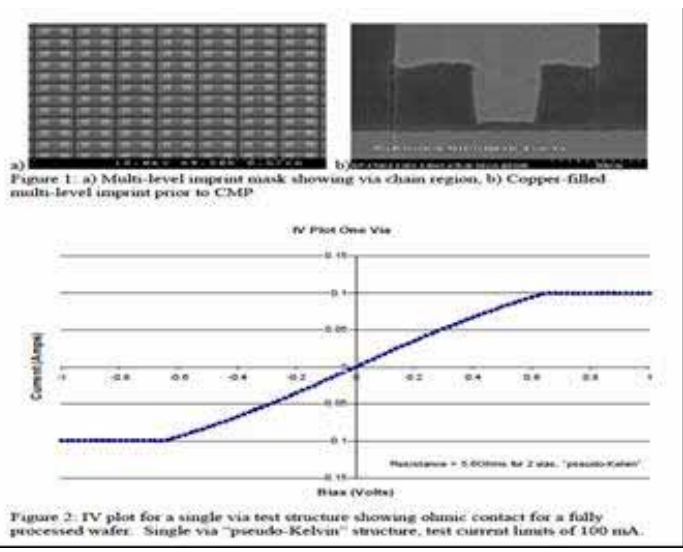 a)
b)
Figure 1: a) Multi-level imprint mask showing via chain region, b) Copper-filled
multi-level imprint prior to CMP
IV Plot One Via
0.15
0.1
0.05
-1 -0.8 -0.6 -0.4 -0.2 0 0.2 0.4 0.6 0.8 1
0.05
0.1
0.15
Current (Amps)
Resistance = 5.6Ohms for 2 vias, "pseudo-Kelvin"
Bias (Volts)
Figure 2: IV plot for a single via test structure showing ohmic contact for a fully
processed wafer. Single via "pseudo-Kelvin" structure, test current limits of 100 mA.